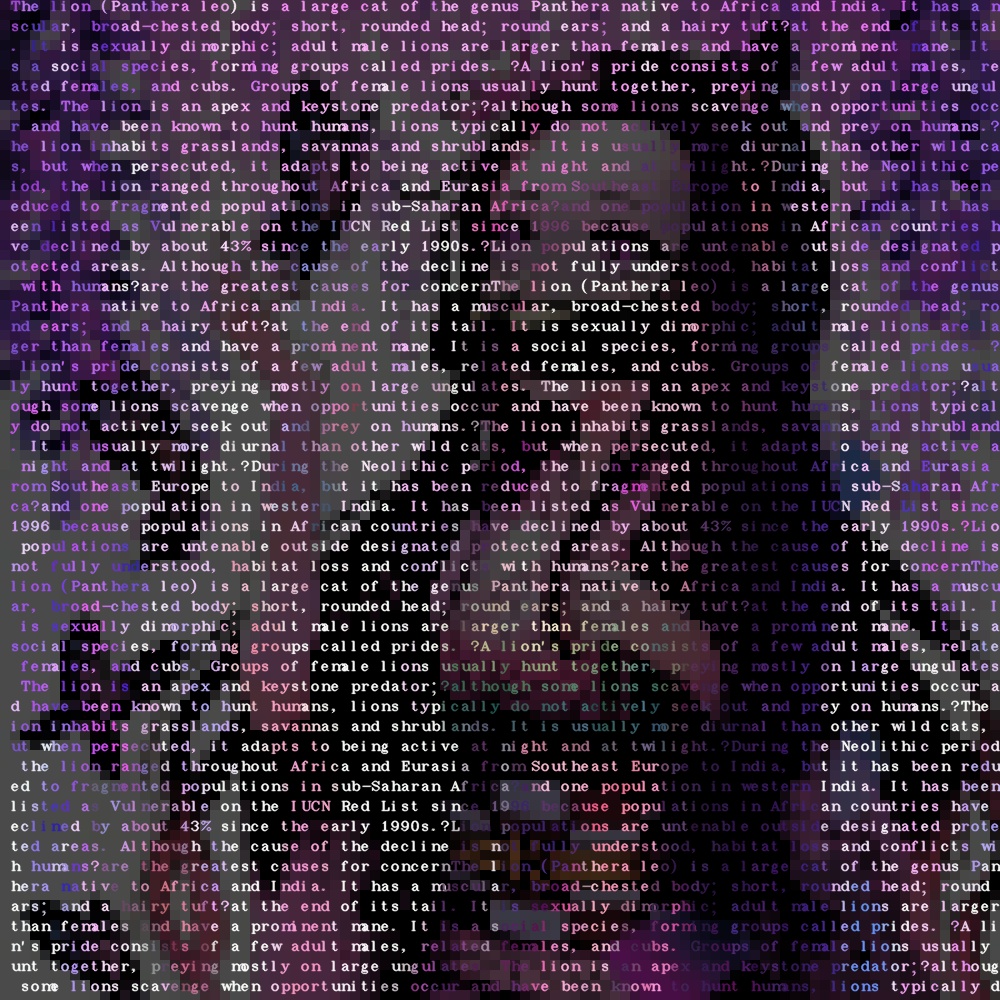 The lion (Panthera leo) is a large cat of the genus Panthera native to Africa and India. It has a m
scular, broad-chested body; short, rounded head; round ears; and a hairy tuft?at the end of its tail
. It is sexually dimorphic; adult male lions are larger than females and have a prominent mane. It i
s a social species, forming groups called prides. ?A lion's pride consists of a few adult males, rel
ated females, and cubs. Groups of female lions usually hunt together, preying mostly on large ungula
tes. The lion is an apex and keystone predator;?although some lions scavenge when opportunities occu
r and have been known to hunt humans, lions typically do not actively seek out and prey on humans.?T
he lion inhabits grasslands, savannas and shrublands. It is usually more diurnal than other wild cat
s, but when persecuted, it adapts to being active at night and at twilight.?During the Neolithic per
iod, the lion ranged throughout Africa and Eurasia from Southeast Europe to India, but it has been r
educed to fragmented populations in sub-Saharan Africa?and one population in western India. It has b
een listed as Vulnerable on the IUCN Red List since 1996 because populations in African countries ha
ve declined by about 43% since the early 1990s.?Lion populations are untenable outside designated pr
otected areas. Although the cause of the decline is not fully understood, habitat loss and conflicts
with humans?are the greatest causes for concernThe lion (Panthera leo) is a large cat of the genus
Panthera native to Africa and India. It has a muscular, broad-chested body; short, rounded head; rou
nd ears; and a hairy tuft?at the end of its tail. It is sexually dimorphic; adult male lions are lar
ger than females and have a prominent mane. It is a social species, forming groups called prides. ?A
lion's pride consists of a few adult males, related females, and cubs. Groups of female lions usual
ly hunt together, preying mostly on large ungulates. The lion is an apex and keystone predator;?alth
ough some lions scavenge when opportunities occur and have been known to hunt humans, lions typicall
y do not actively seek out and prey on humans.?The lion inhabits grasslands, savannas and shrublands
. It is usually more diurnal than other wild cats, but when persecuted, it adapts to being active at
night and at twilight.?During the Neolithic period, the lion ranged throughout Africa and Eurasia f
rom Southeast Europe to India, but it has been reduced to fragmented populations in sub-Saharan Afri
ca?and one population in western India. It has been listed as Vulnerable on the IUCN Red List since
1996 because populations in African countries have declined by about 43% since the early 1990s.?Lion
populations are untenable outside designated protected areas. Although the cause of the decline is
not fully understood, habitat loss and conflicts with humans?are the greatest causes for concernThe
lion (Panthera leo) is a large cat of the genus Panthera native to Africa and India. It has a muscul
ar, broad-chested body; short, rounded head; round ears; and a hairy tuft?at the end of its tail. It
is sexually dimorphic; adult male lions are larger than females and have a prominent mane. It is a
social species, forming groups called prides. ?A lion's pride consists of a few adult males, related
females, and cubs. Groups of female lions usually hunt together, preying mostly on large ungulates.
The lion is an apex and keystone predator;?although some lions scavenge when opportunities occur an
d have been known to hunt humans, lions typically do not actively seek out and prey on humans.?The l
ion inhabits grasslands, savannas and shrublands. It is usually more diurnal than other wild cats, b
ut when persecuted, it adapts to being active at night and at twilight.?During the Neolithic period,
the lion ranged throughout Africa and Eurasia from Southeast Europe to India, but it has been reduc
ed to fragmented populations in sub-Saharan Africa?and one population in western India. It has been
listed as Vulnerable on the IUCN Red List since 1996 because populations in African countries have d
eclined by about 43% since the early 1990s.?Lion populations are untenable outside designated protec
ted areas. Although the cause of the decline is not fully understood, habitat loss and conflicts wit
h humans?are the greatest causes for concernThe lion (Panthera leo) is a large cat of the genus Pant
hera native to Africa and India. It has a muscular, broad-chested body; short, rounded head; round e
ars; and a hairy tuft?at the end of its tail. It is sexually dimorphic; adult male lions are larger
than females and have a prominent mane. It is a social species, forming groups called prides. ?A lio
n's pride consists of a few adult males, related females, and cubs. Groups of female lions usually h
unt together, preying mostly on large ungulates. The lion is an apex and keystone predator;?although
some lions scavenge when opportunities occur and have been known to hunt humans, lions typically do